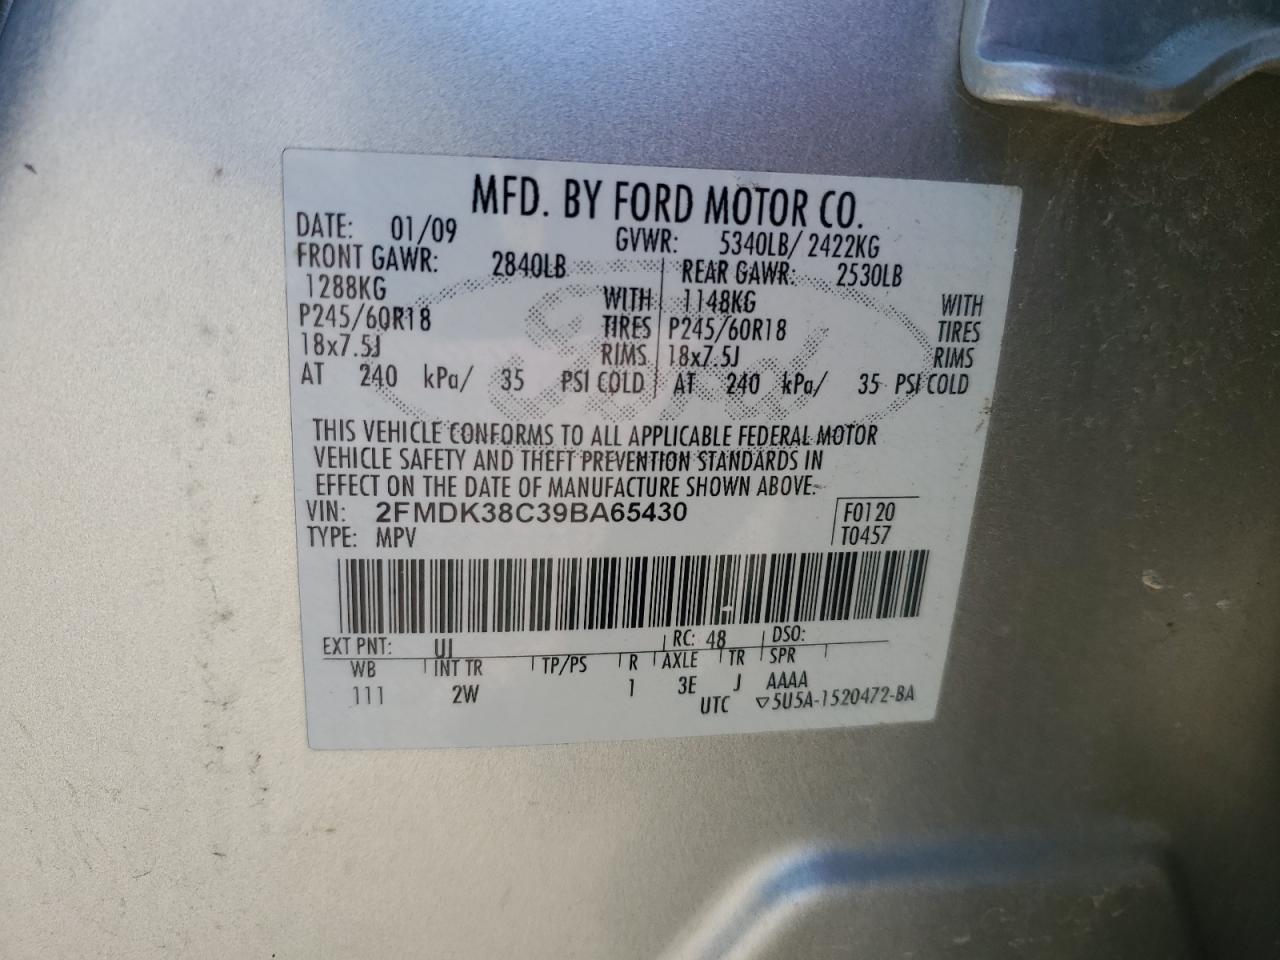 MFD. BY FORD MOTOR CO.
DATE: 01/09 GVWR: 5340LB/ 2422KG
FRONT GAWR: 2840LB REAR GAWR: 2530LB
1288KG WITH 1148KG WITH
P245/60R18 TIRES P245/60R18 TIRES
18x7.5J RIMS 18x7.5J RIMS
AT 240 kPa/ 35 PSI COLD AT 240 kPa/ 35 PSI COLD
THIS VEHICLE CONFORMS TO ALL APPLICABLE FEDERAL MOTOR
VEHICLE SAFETY AND THEFT PREVENTION STANDARDS IN
EFFECT ON THE DATE OF MANUFACTURE SHOWN ABOVE.
VIN: 2FMDK38C39BA65430 F0120
TYPE: MPV T0457
EXT PNT: UJ RC: 48 DSO:
WB INT TR TP/PS R AXLE TR SPR
111 2W 1 3E J AAAA
UTC ▽5U5A-1520472-BA
Ford